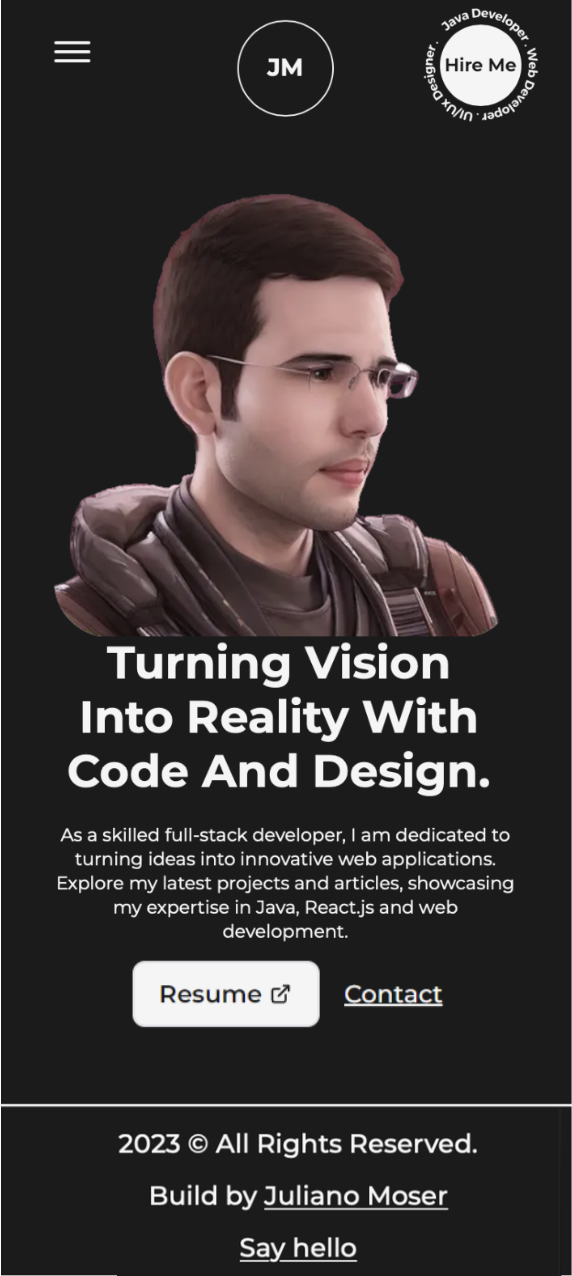 JM
Java Developer . Web Developer . UI/Ux Designer .
Hire Me
Turning Vision
Into Reality With
Code And Design.
As a skilled full-stack developer, I am dedicated to
turning ideas into innovative web applications.
Explore my latest projects and articles, showcasing
my expertise in Java, React.js and web
development.
Resume
Contact
2023 © All Rights Reserved.
Build by Juliano Moser
Say hello